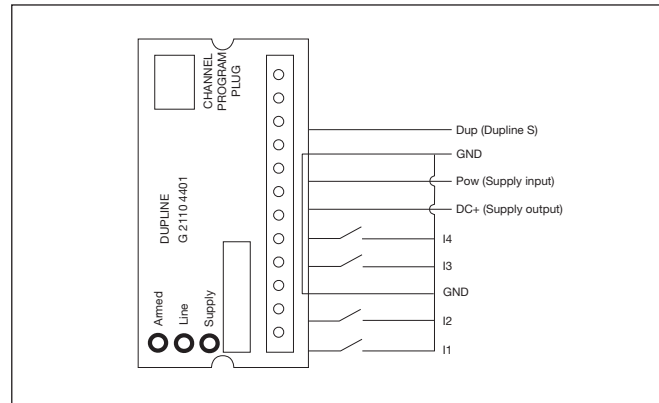 CHANNEL
PROGRAM
PLUG
DUPLINE
G 2110 4401
Armed
Line
Supply
Dup (Dupline S)
GND
Pow (Supply input)
DC+ (Supply output)
I4
I3
GND
I2
I1